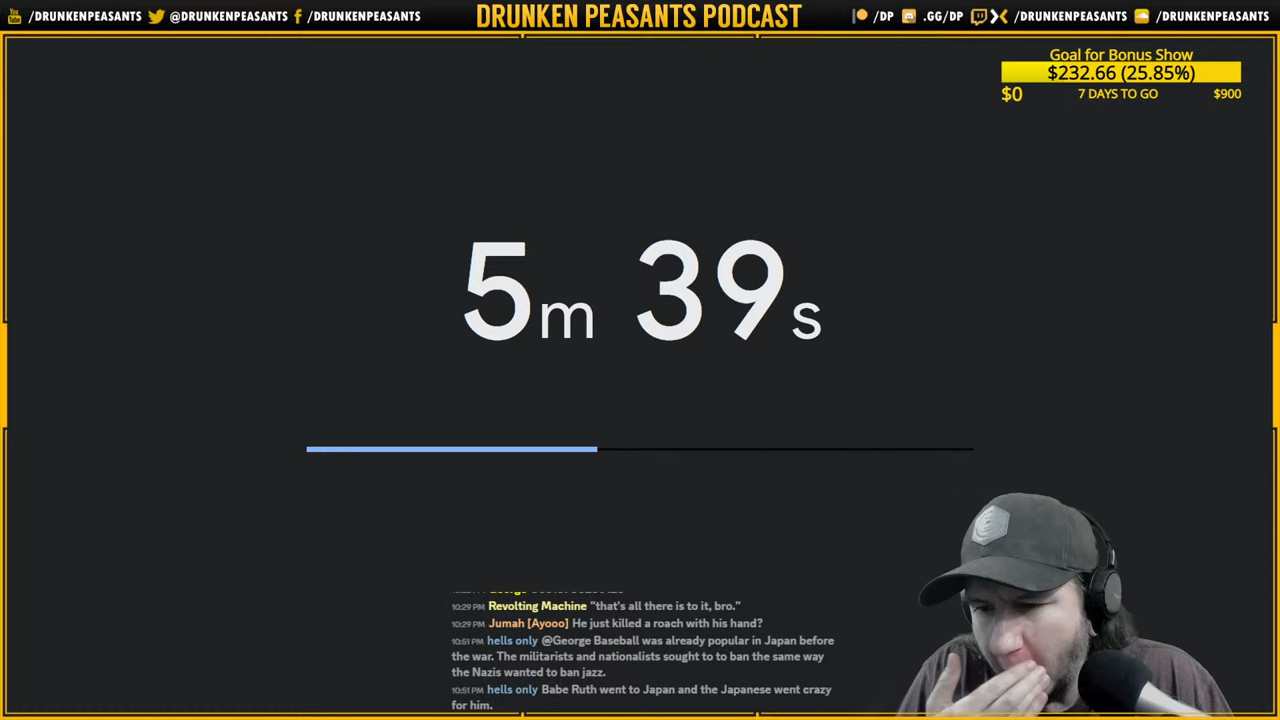 You Tube /DRUNKENPEASANTS @DRUNKENPEASANTS /DRUNKENPEASANTS DRUNKEN PEASANTS PODCAST /DP .GG/DP /DRUNKENPEASANTS /DRUNKENPEASANTS
Goal for Bonus Show
$232.66 (25.85%)
$0 7 DAYS TO GO $900
5m 39s
10:29 PM Revolting Machine "that's all there is to it, bro."
10:29 PM Jumah [Ayooo] He just killed a roach with his hand?
10:51 PM hells only @George Baseball was already popular in Japan before
the war. The militarists and nationalists sought to to ban the same way
the Nazis wanted to ban jazz.
10:51 PM hells only Babe Ruth went to Japan and the Japanese went crazy
for him.